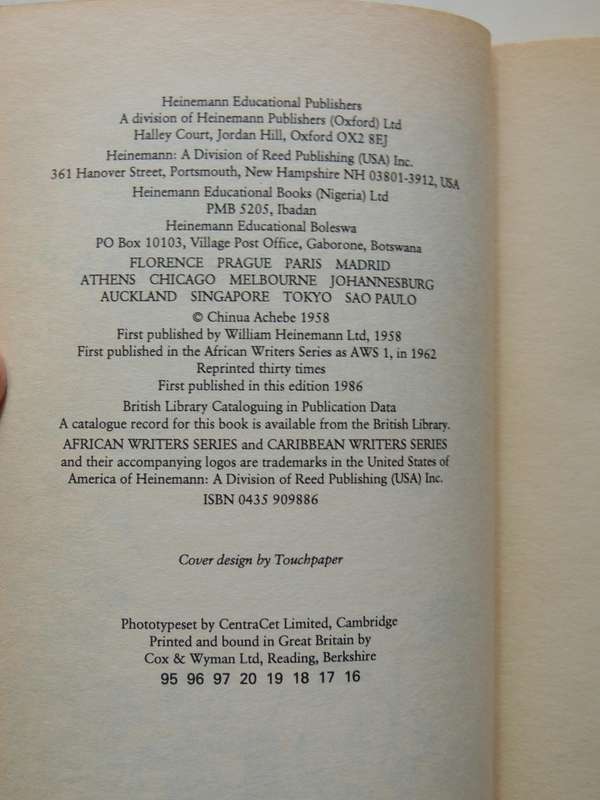 Heinemann Educational Publishers
A division of Heinemann Publishers (Oxford) Ltd
Halley Court, Jordan Hill, Oxford OX2 8EJ
Heinemann: A Division of Reed Publishing (USA) Inc.
361 Hanover Street, Portsmouth, New Hampshire NH 03801-3912, USA
Heinemann Educational Books (Nigeria) Ltd
PMB 5205, Ibadan
Heinemann Educational Boleswa
PO Box 10103, Village Post Office, Gaborone, Botswana
FLORENCE PRAGUE PARIS MADRID
ATHENS CHICAGO MELBOURNE JOHANNESBURG
AUCKLAND SINGAPORE TOKYO SAO PAULO
© Chinua Achebe 1958
First published by William Heinemann Ltd, 1958
First published in the African Writers Series as AWS 1, in 1962
Reprinted thirty times
First published in this edition 1986
British Library Cataloguing in Publication Data
A catalogue record for this book is available from the British Library.
AFRICAN WRITERS SERIES and CARIBBEAN WRITERS SERIES
and their accompanying logos are trademarks in the United States of
America of Heinemann: A Division of Reed Publishing (USA) Inc.
ISBN 0435 909886
Cover design by Touchpaper
Phototypeset by CentraCet Limited, Cambridge
Printed and bound in Great Britain by
Cox & Wyman Ltd, Reading, Berkshire
95 96 97 20 19 18 17 16